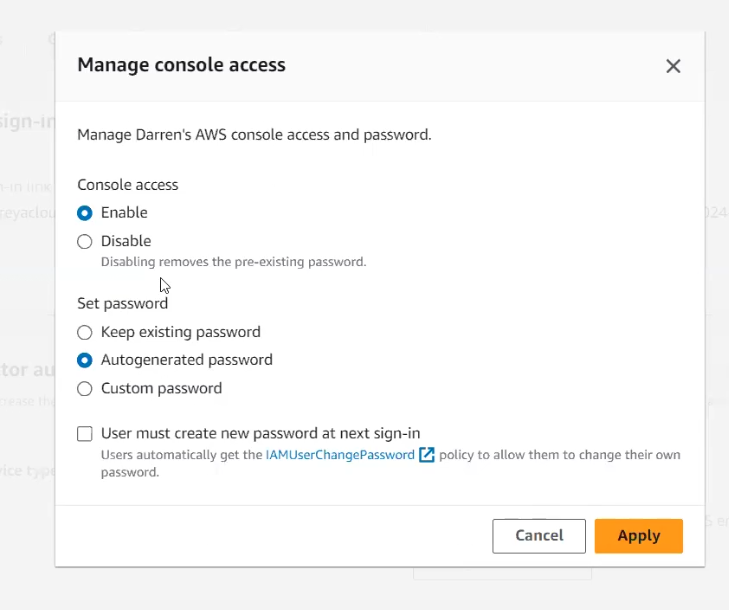 Manage console access
Manage Darren's AWS console access and password.
Console access
Enable
Disable
Disabling removes the pre-existing password.
Set password
Keep existing password
Autogenerated password
Custom password
User must create new password at next sign-in
Users automatically get the IAMUserChangePassword policy to allow them to change their own
password.
Cancel
Apply